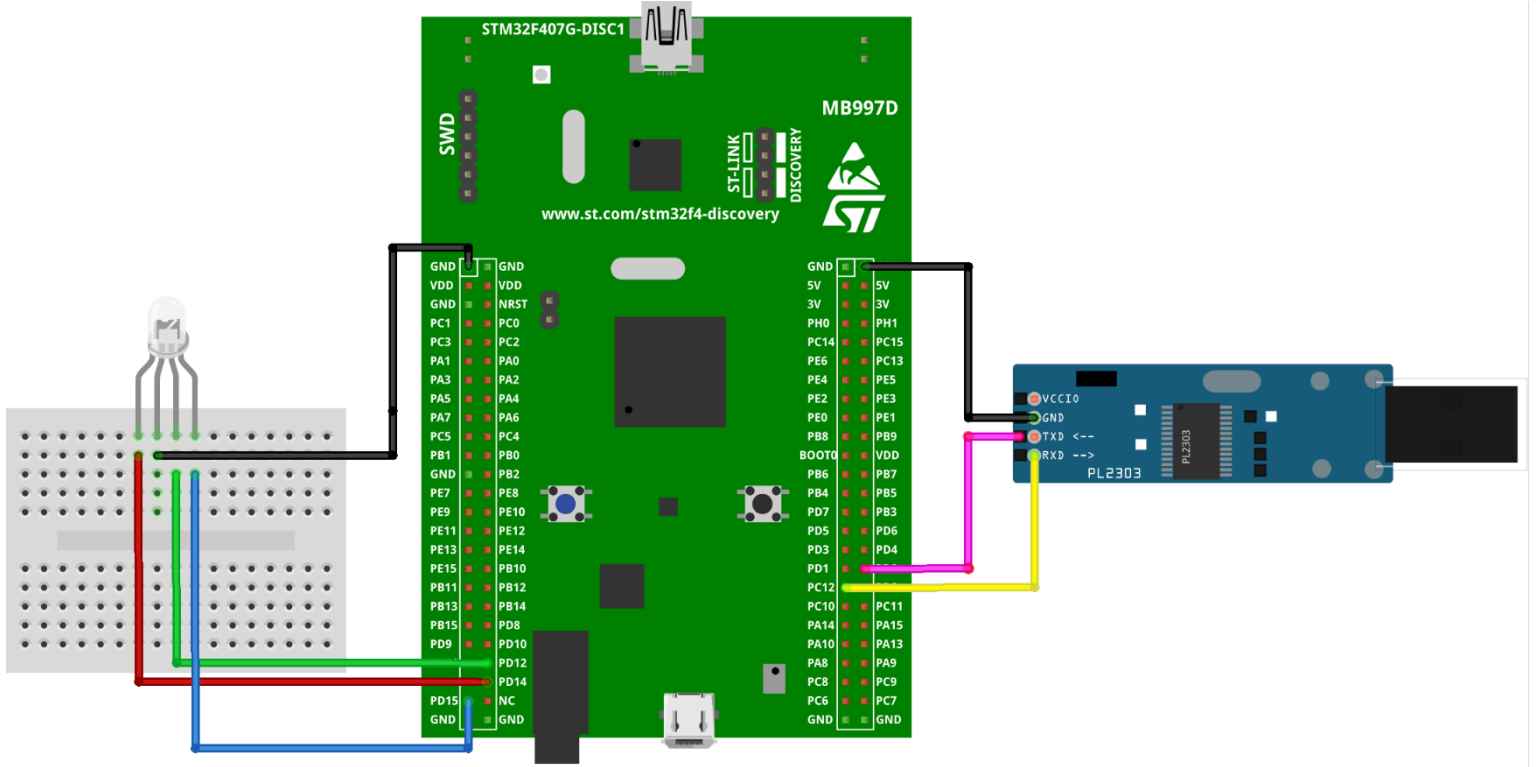 STM32F407G-DISC1
MB997D
SWD
ST-LINK
DISCOVERY
www.st.com/stm32f4-discovery
ST
GND GND
VDD VDD
GND NRST
PC1 PC0
PC3 PC2
PA1 PA0
PA3 PA2
PA5 PA4
PA7 PA6
PC5 PC4
PB1 PB0
GND PB2
PE7 PE8
PE9 PE10
PE11 PE12
PE13 PE14
PE15 PB10
PB11 PB12
PB13 PB14
PB15 PD8
PD9 PD10
PD12
PD14
PD15 NC
GND GND
GND
5V 5V
3V 3V
PH0 PH1
PC14 PC15
PE6 PC13
PE4 PE5
PE2 PE3
PE0 PE1
PB8 PB9
BOOT0 VDD
PB6 PB7
PB4 PB5
PD7 PB3
PD5 PD6
PD3 PD4
PD1
PC12
PC10 PC11
PA14 PA15
PA10 PA13
PA8 PA9
PC8 PC9
PC6 PC7
GND GND
VCCIO
GND
TXD <--
RXD -->
PL2303
PL2303